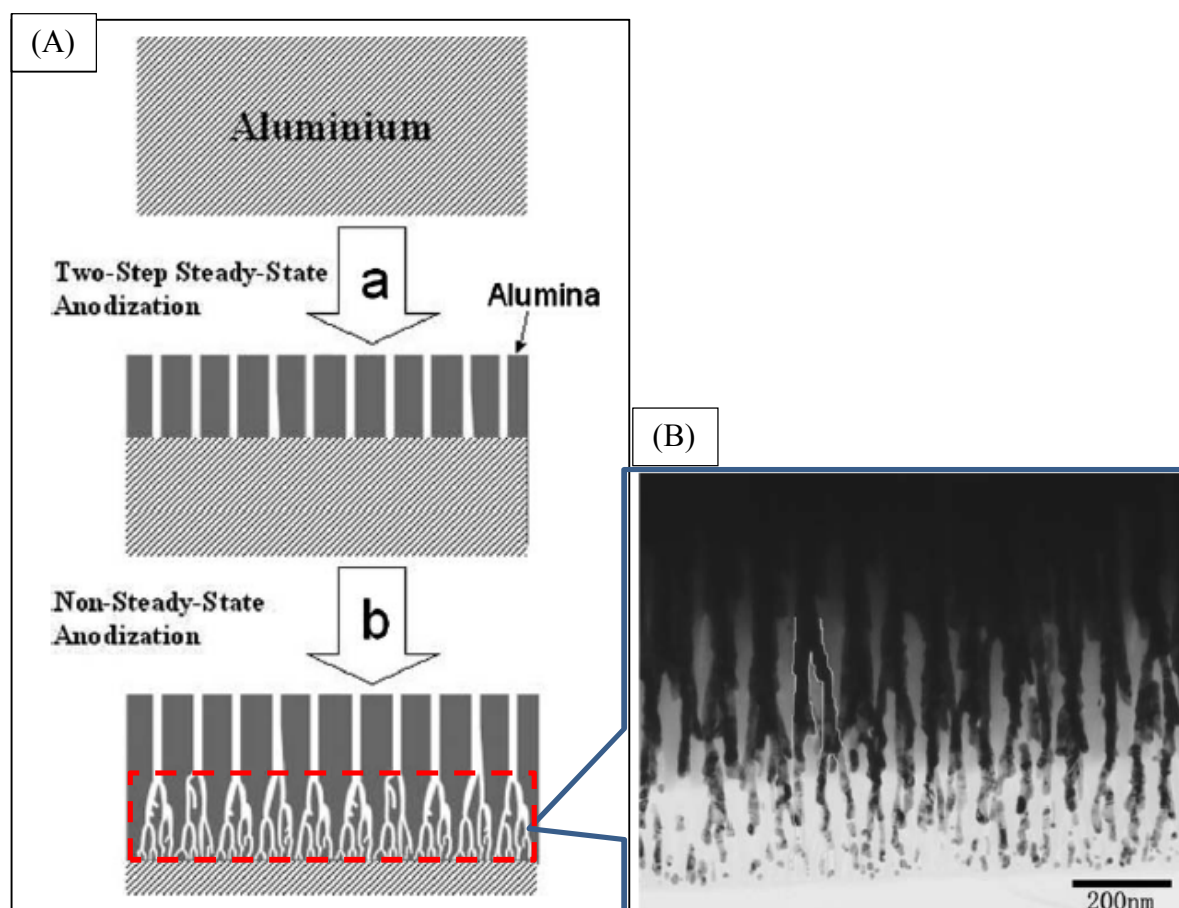 (A)
Aluminium
Two-Step Steady-State
Anodization
a
Alumina
Non-Steady-State
Anodization
b
(B)
200nm